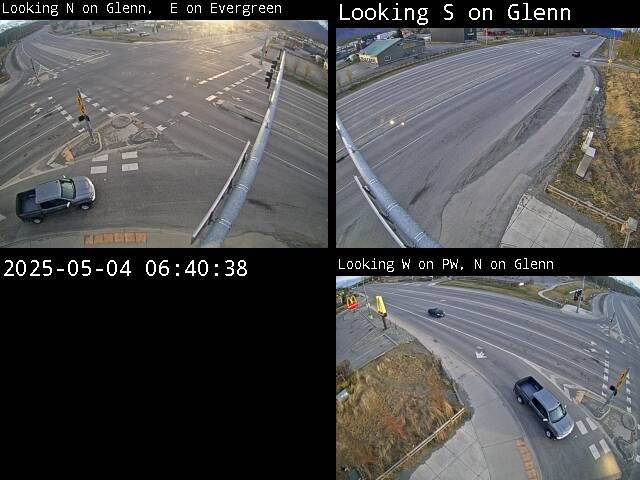 Looking N on Glenn,  E on Evergreen
Looking S on Glenn
2025-05-04 06:40:38
Looking W on PW, N on Glenn